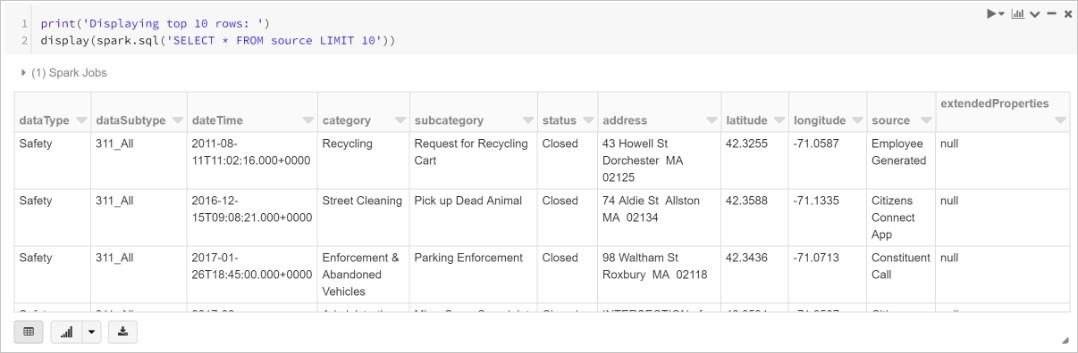 1 print('Displaying top 10 rows: ')
2 display(spark.sql('SELECT * FROM source LIMIT 10'))
(1) Spark Jobs
dataType dataSubtype dateTime category subcategory status address latitude longitude source extendedProperties
Safety 311_All 2011-08- Recycling Request for Recycling Closed 43 Howell St 42.3255 -71.0587 Employee null
11T11:02:16.000+0000 Cart Dorchester MA Generated
02125
Safety 311_All 2016-12- Street Cleaning Pick up Dead Animal Closed 74 Aldie St Allston 42.3588 -71.1335 Citizens null
15T09:08:21.000+0000 MA 02134 Connect
App
Safety 311_All 2017-01- Enforcement & Parking Enforcement Closed 98 Waltham St 42.3436 -71.0713 Constituent null
26T18:45:00.000+0000 Abandoned Roxbury MA 02118 Call
Vehicles